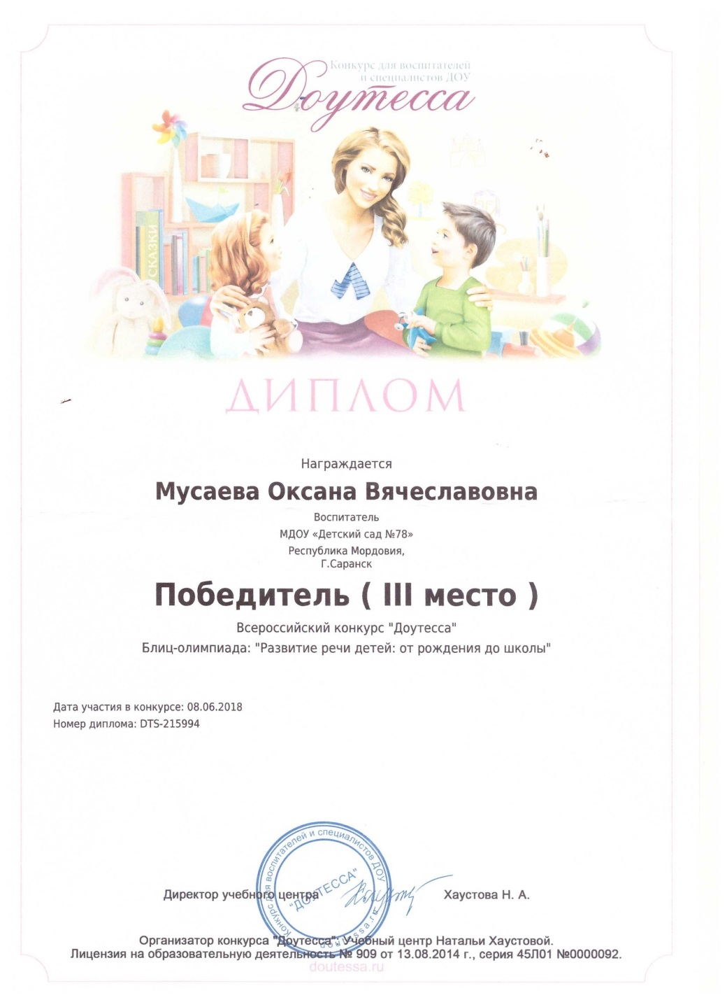 Конкурс для воспитателей
и специалистов ДОУ
Доутесса
СКАЗКИ
ДИПЛОМ
Награждается
Мусаева Оксана Вячеславовна
Воспитатель
МДОУ «Детский сад №78»
Республика Мордовия,
Г.Саранск
Победитель ( III место )
Всероссийский конкурс "Доутесса"
Блиц-олимпиада: "Развитие речи детей: от рождения до школы"
Дата участия в конкурсе: 08.06.2018
Номер диплома: DTS-215994
Конкурс для воспитателей и специалистов ДОУ
"ДОУТЕССА"
doutessa.ru
Директор учебного центра
Хаустова Н. А.
Организатор конкурса "Доутесса": Учебный центр Натальи Хаустовой.
Лицензия на образовательную деятельность № 909 от 13.08.2014 г., серия 45Л01 №0000092.
doutessa.ru